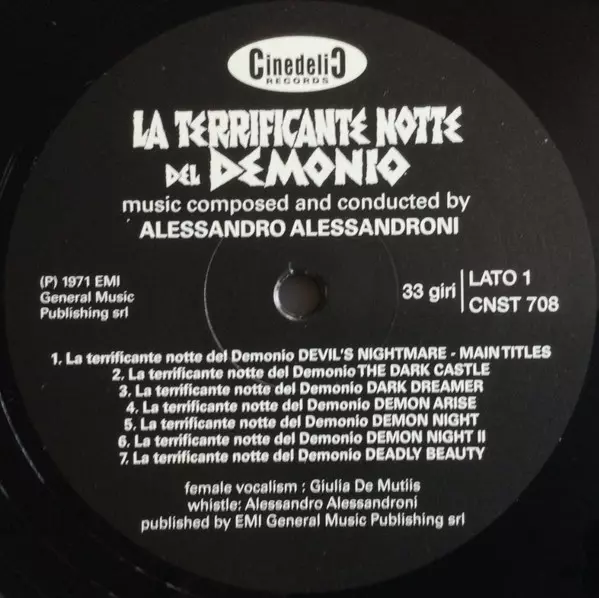 CinedeliC
RECORDS
LA TERRIFICANTE NOTTE
DEL DEMONIO
music composed and conducted by
ALESSANDRO ALESSANDRONI
(P) 1971 EMI
General Music
Publishing srl
33 giri
LATO 1
CNST 708
1. La terrificante notte del Demonio DEVIL'S NIGHTMARE - MAIN TITLES
2. La terrificante notte del Demonio THE DARK CASTLE
3. La terrificante notte del Demonio DARK DREAMER
4. La terrificante notte del Demonio DEMON ARISE
5. La terrificante notte del Demonio DEMON NIGHT
6. La terrificante notte del Demonio DEMON NIGHT II
7. La terrificante notte del Demonio DEADLY BEAUTY
female vocalism : Giulia De Mutiis
whistle: Alessandro Alessandroni
published by EMI General Music Publishing srl